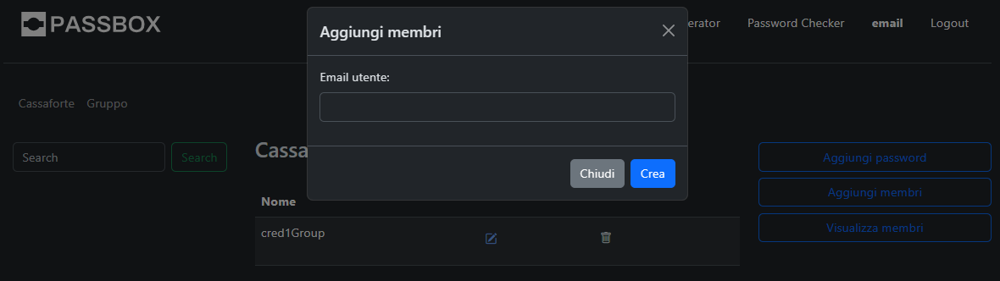 PASSBOX
Aggiungi membri
erator
Password Checker
email
Logout
Email utente:
Cassaforte
Gruppo
Search
Search
Cassa
Chiudi
Crea
Aggiungi password
Aggiungi membri
Visualizza membri
Nome
cred1Group